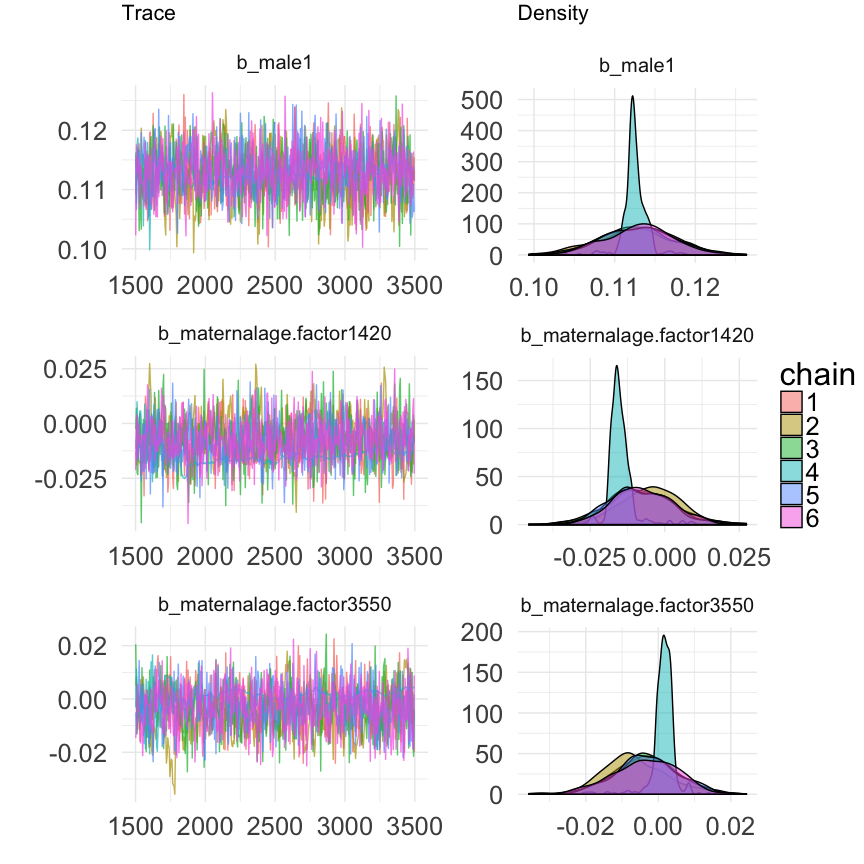 Trace
Density
b_male1
0.12
0.11
0.10
1500 2000 2500 3000 3500
b_male1
500
400
300
200
100
0
0.10 0.11 0.12
b_maternalage.factor1420
0.025
0.000
-0.025
1500 2000 2500 3000 3500
b_maternalage.factor1420
150
100
50
0
-0.025 0.000 0.025
b_maternalage.factor3550
0.02
0.00
-0.02
1500 2000 2500 3000 3500
b_maternalage.factor3550
200
150
100
50
0
-0.02 0.00 0.02
chain
1
2
3
4
5
6